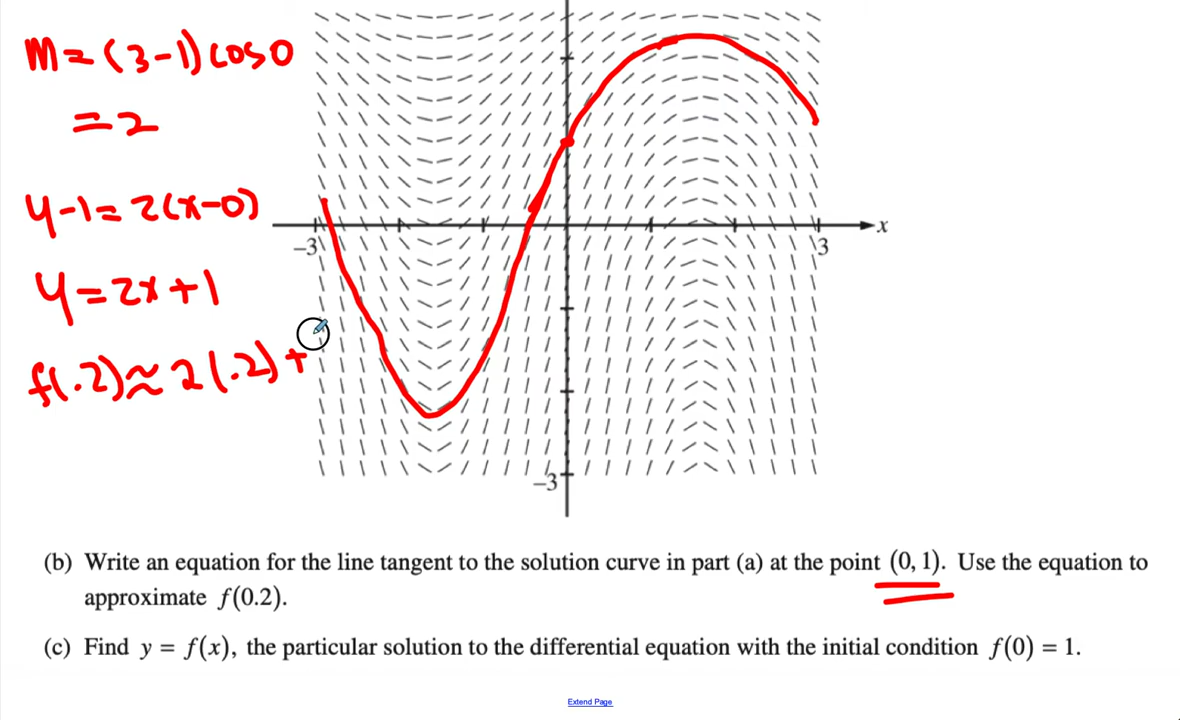 m = (3-1) cos 0
= 2
y-1 = 2(x-0)
y = 2x + 1
f(.2) ≈ 2(.2) +
x
-3
3
-3
(b) Write an equation for the line tangent to the solution curve in part (a) at the point (0, 1). Use the equation to
approximate f(0.2).
(c) Find y = f(x), the particular solution to the differential equation with the initial condition f(0) = 1.
Extend Page